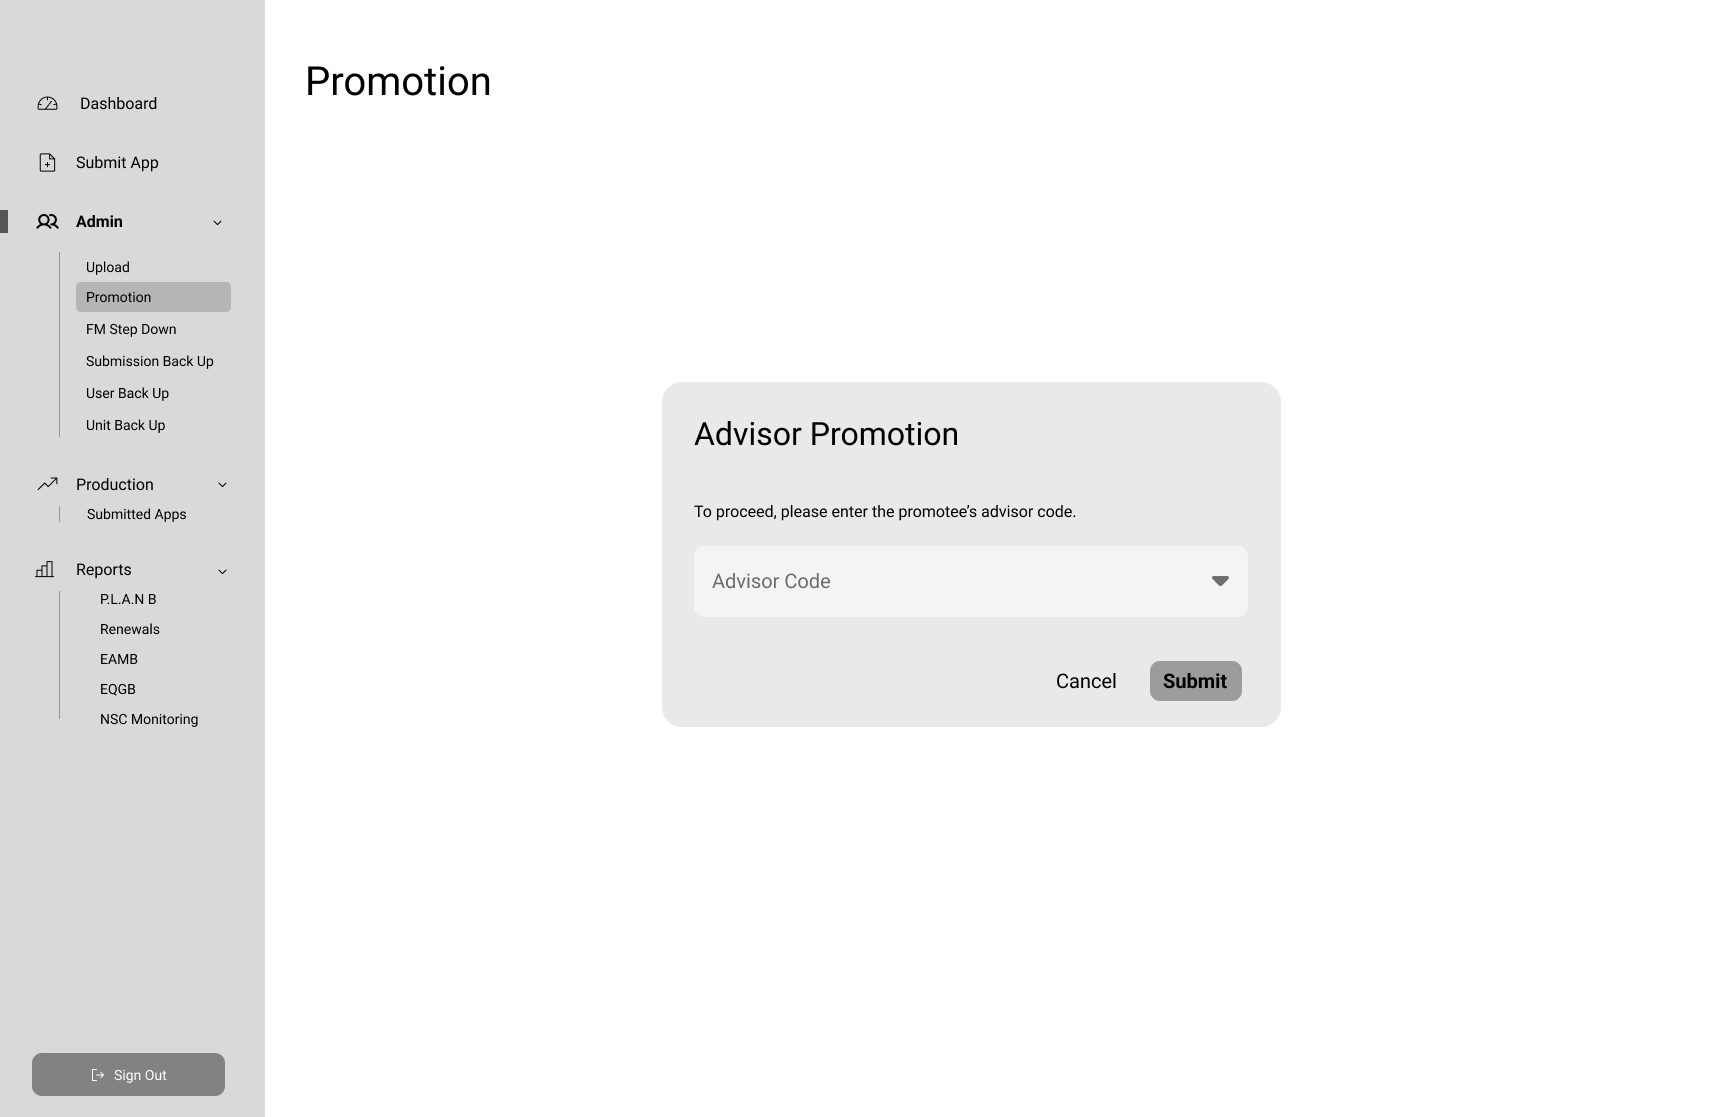 Promotion
Dashboard
Submit App
Admin
Upload
Promotion
FM Step Down
Submission Back Up
User Back Up
Unit Back Up
Production
Submitted Apps
Reports
P.L.A.N B
Renewals
EAMB
EQGB
NSC Monitoring
Sign Out
Advisor Promotion
To proceed, please enter the promotee’s advisor code.
Advisor Code
Cancel
Submit